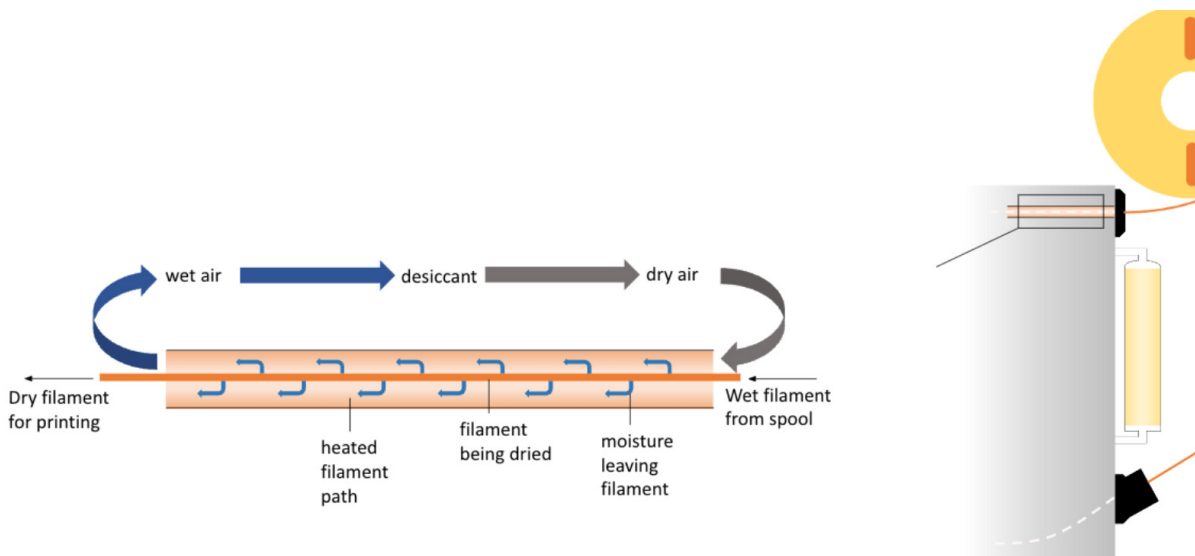 wet air
desiccant
dry air
Dry filament
for printing
Wet filament
from spool
heated
filament
path
filament
being dried
moisture
leaving
filament